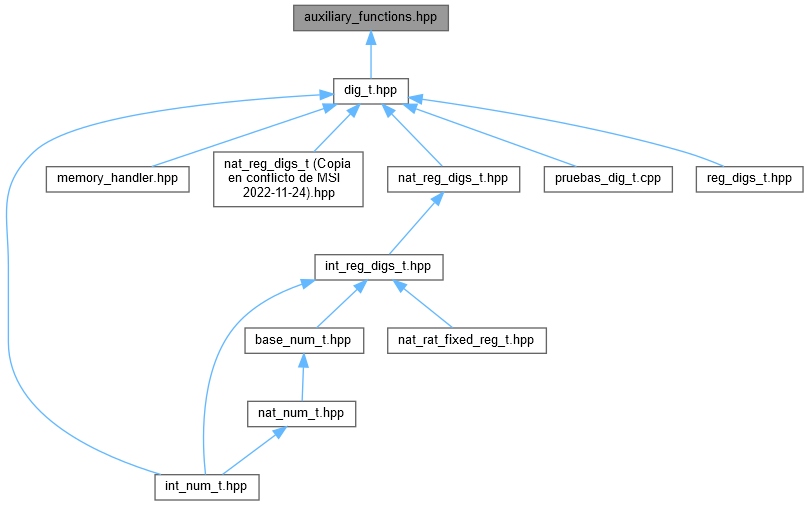 auxiliary_functions.hpp
dig_t.hpp
memory_handler.hpp
nat_reg_digs_t (Copia
en conflicto de MSI
2022-11-24).hpp
nat_reg_digs_t.hpp
pruebas_dig_t.cpp
reg_digs_t.hpp
int_reg_digs_t.hpp
base_num_t.hpp
nat_rat_fixed_reg_t.hpp
nat_num_t.hpp
int_num_t.hpp